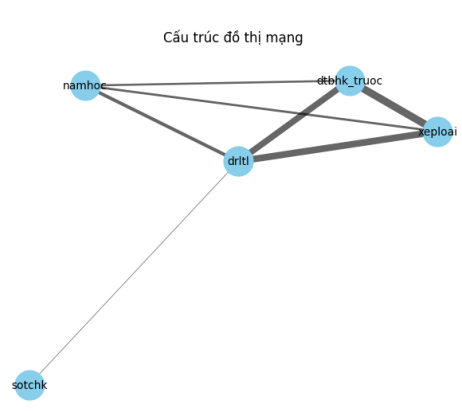 Cấu trúc đồ thị mạng
dtbhk_truoc
namhoc
xeploai
drltl
sotchk